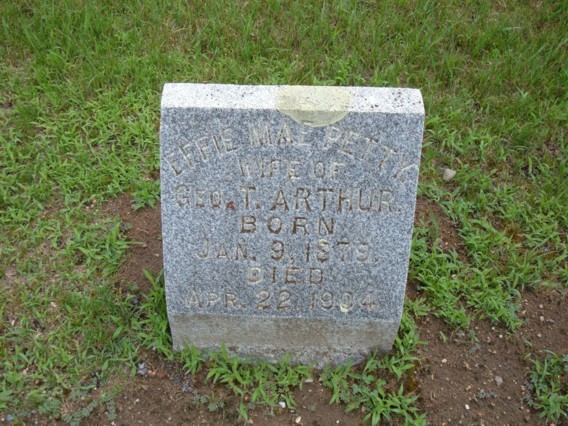 EFFIE MAE PETTY
WIFE OF
GEO. T. ARTHUR.
BORN
JAN. 9, 1879.
DIED
APR. 22, 1904.